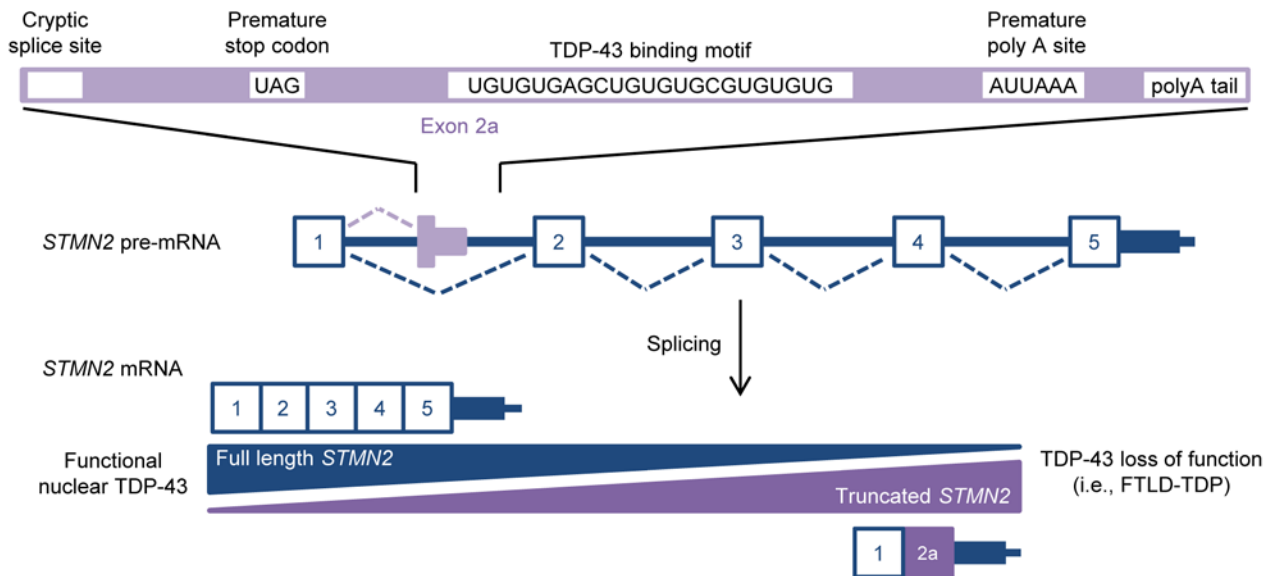 Cryptic
splice site
Premature
stop codon
TDP-43 binding motif
Premature
poly A site
UAG
UGUGUGAGCUGUGUGCGUGUGUG
AUUAAA
polyA tail
Exon 2a
STMN2 pre-mRNA
1
2
3
4
5
Splicing
STMN2 mRNA
1
2
3
4
5
Functional
nuclear TDP-43
Full length STMN2
Truncated STMN2
TDP-43 loss of function
(i.e., FTLD-TDP)
1
2a